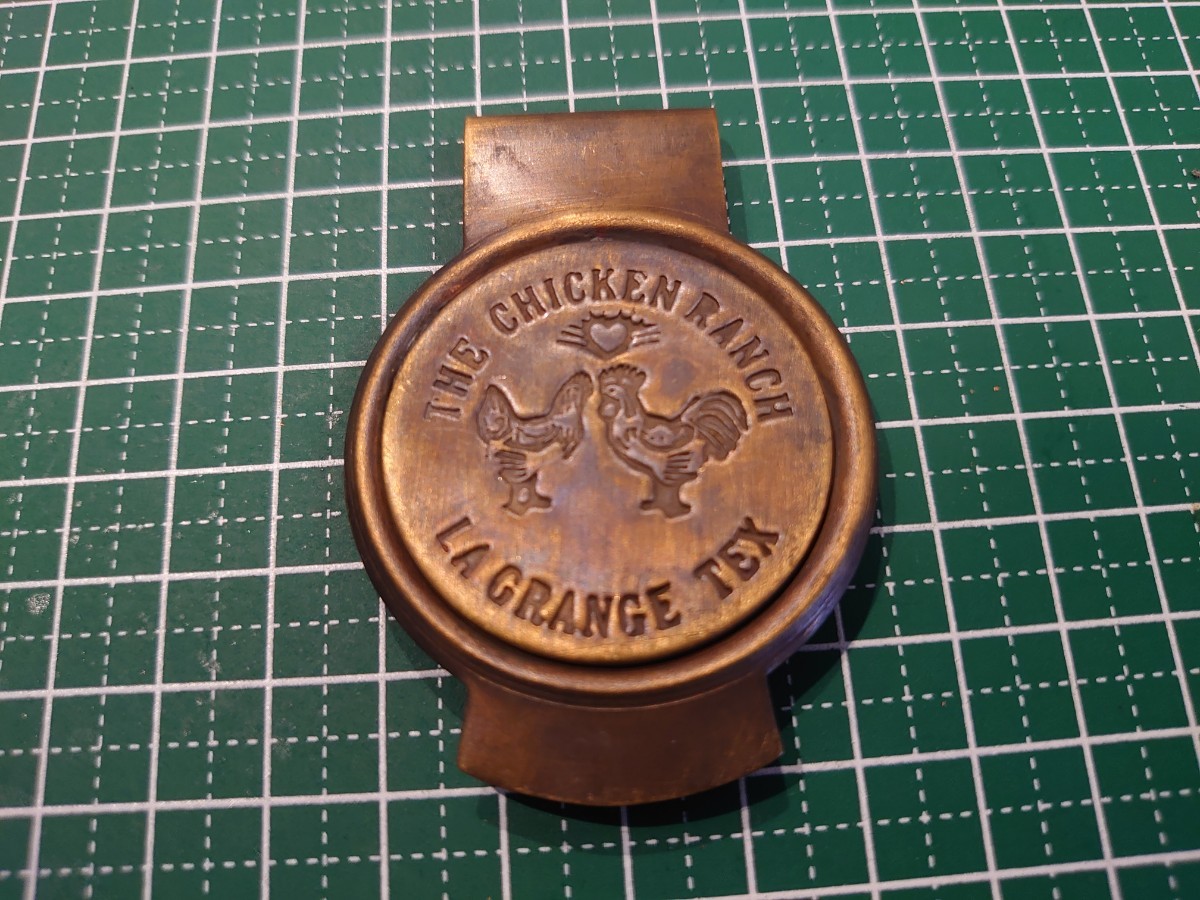 THE CHICKEN RANCH
LA GRANGE TEX